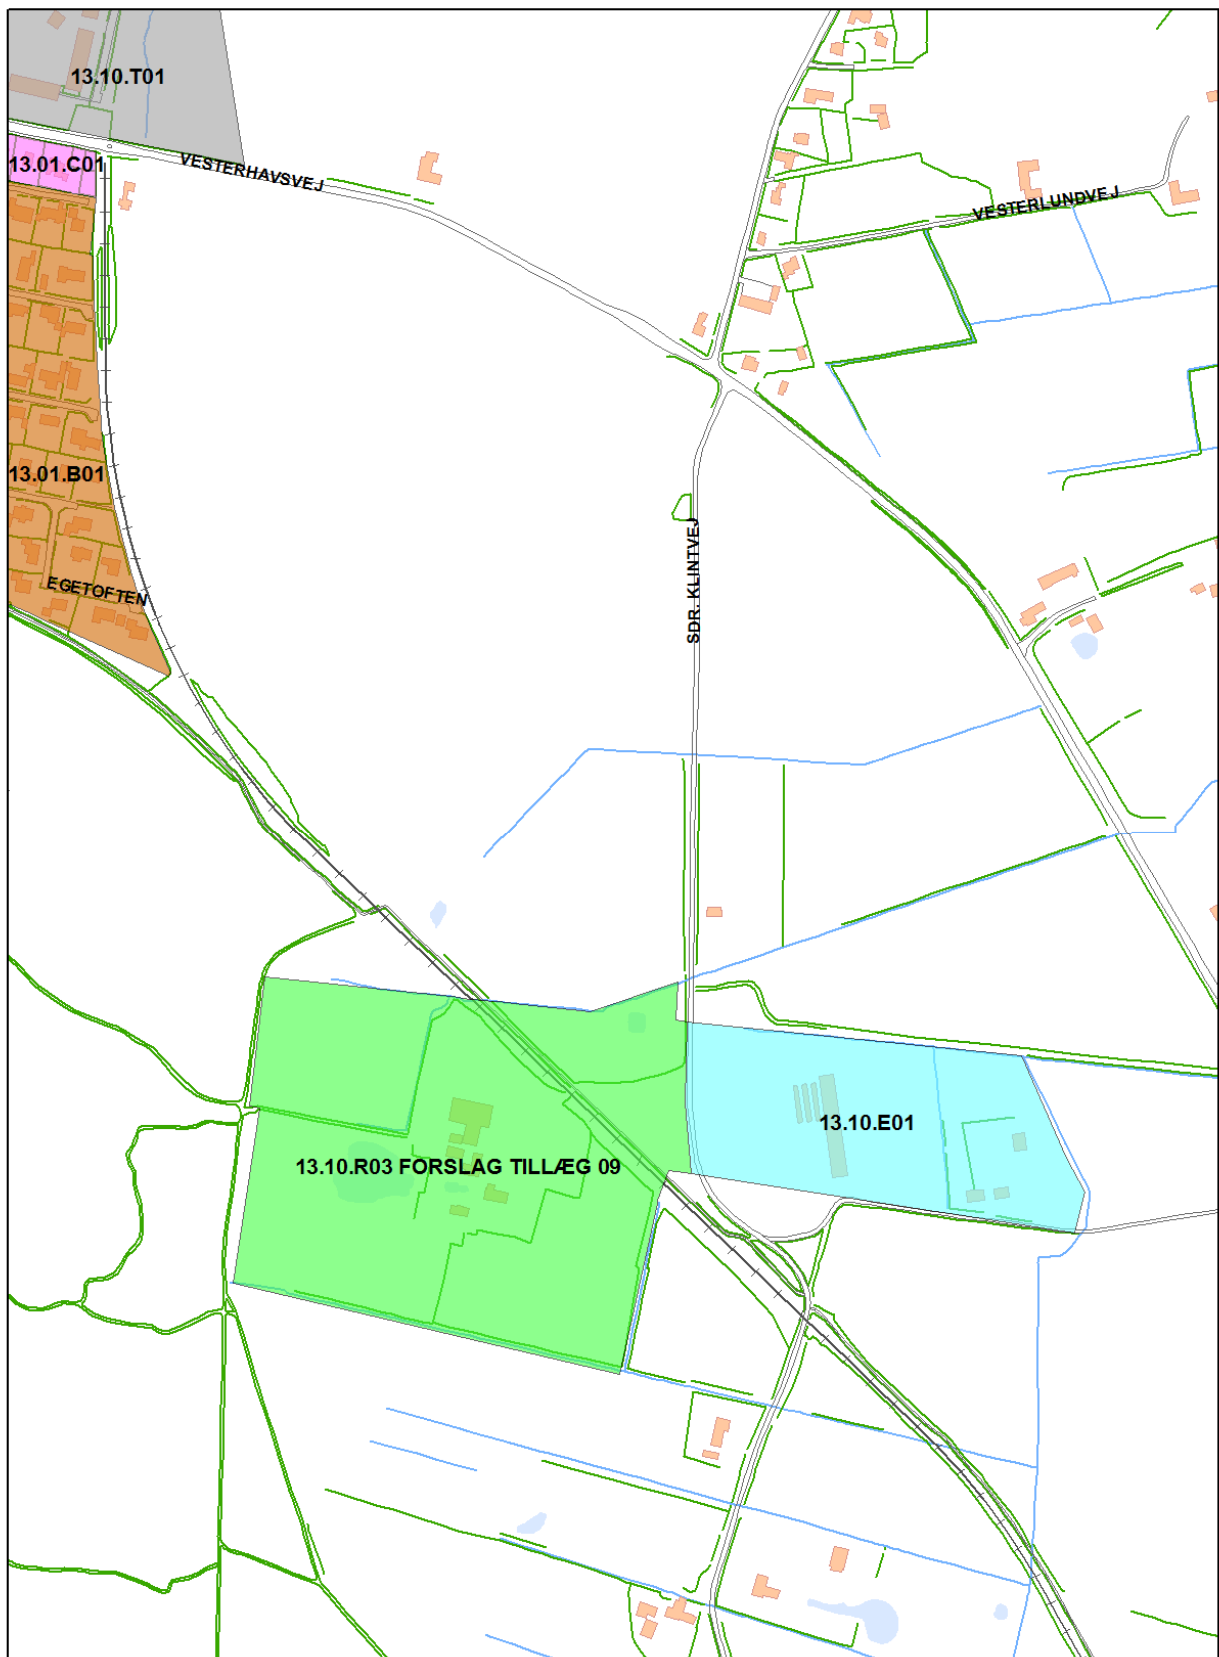 13.10.T01
13.01.C01
VESTERHAVSVEJ
VESTERLUNDVEJ
13.01.B01
SDR. KLINTVEJ
EGETOFTEN
13.10.E01
13.10.R03 FORSLAG TILLÆG 09